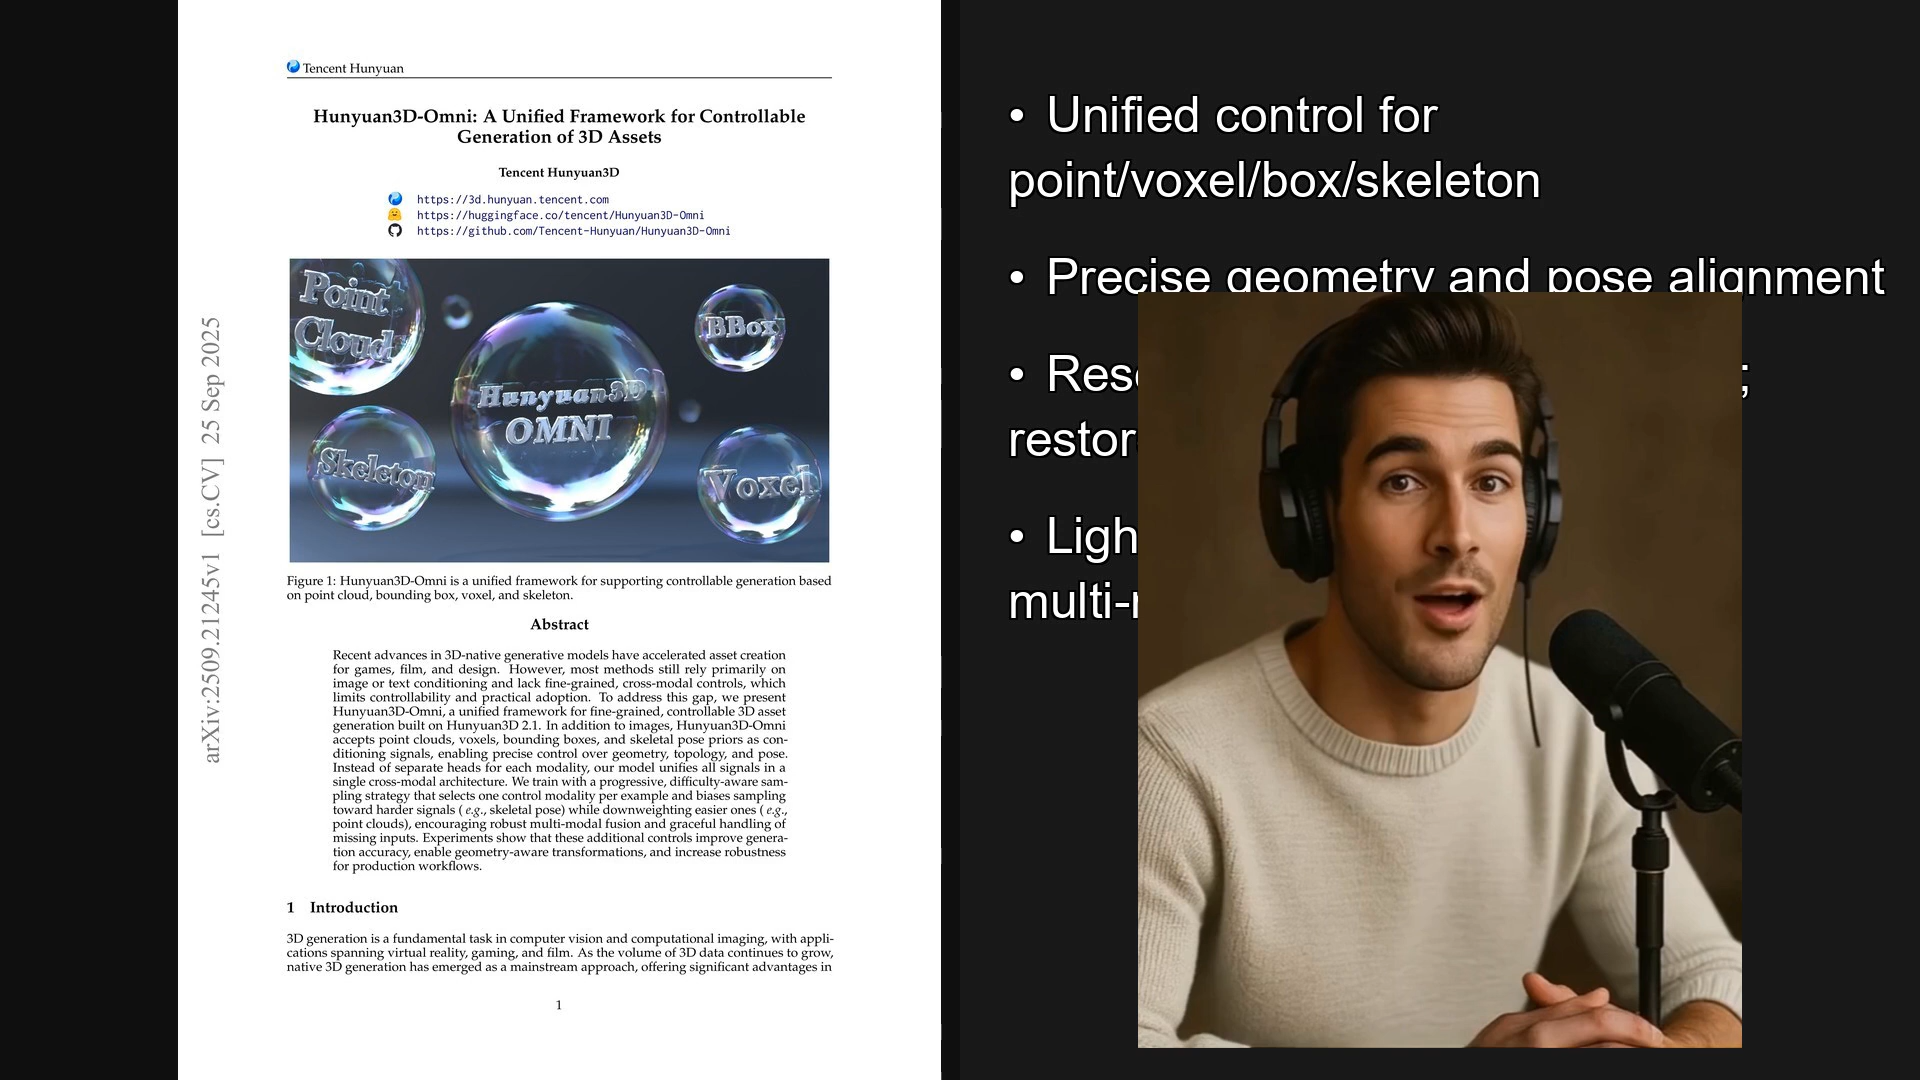 Tencent Hunyuan
Hunyuan3D-Omni: A Unified Framework for Controllable
Generation of 3D Assets
Tencent Hunyuan3D
https://3d.hunyuan.tencent.com
https://huggingface.co/tencent/Hunyuan3D-Omni
https://github.com/Tencent-Hunyuan/Hunyuan3D-Omni
Point
Cloud
BBox
Hunyuan3D
OMNI
Skeleton
Voxel
Figure 1: Hunyuan3D-Omni is a unified framework for supporting controllable generation based
on point cloud, bounding box, voxel, and skeleton.
Abstract
Recent advances in 3D-native generative models have accelerated asset creation
for games, film, and design. However, most methods still rely primarily on
image or text conditioning and lack fine-grained, cross-modal controls, which
limits controllability and practical adoption. To address this gap, we present
Hunyuan3D-Omni, a unified framework for fine-grained, controllable 3D asset
generation built on Hunyuan3D 2.1. In addition to images, Hunyuan3D-Omni
accepts point clouds, voxels, bounding boxes, and skeletal pose priors as con-
ditioning signals, enabling precise control over geometry, topology, and pose.
Instead of separate heads for each modality, our model unifies all signals in a
single cross-modal architecture. We train with a progressive, difficulty-aware sam-
pling strategy that selects one control modality per example and biases sampling
toward harder signals ( e.g., skeletal pose) while downweighting easier ones ( e.g.,
point clouds), encouraging robust multi-modal fusion and graceful handling of
missing inputs. Experiments show that these additional controls improve genera-
tion accuracy, enable geometry-aware transformations, and increase robustness
for production workflows.
1 Introduction
3D generation is a fundamental task in computer vision and computational imaging, with appli-
cations spanning virtual reality, gaming, and film. As the volume of 3D data continues to grow,
native 3D generation has emerged as a mainstream approach, offering significant advantages in
1
arXiv:2509.21245v1 [cs.CV] 25 Sep 2025
• Unified control for
point/voxel/box/skeleton
• Precise geometry and pose alignment
•
;
•